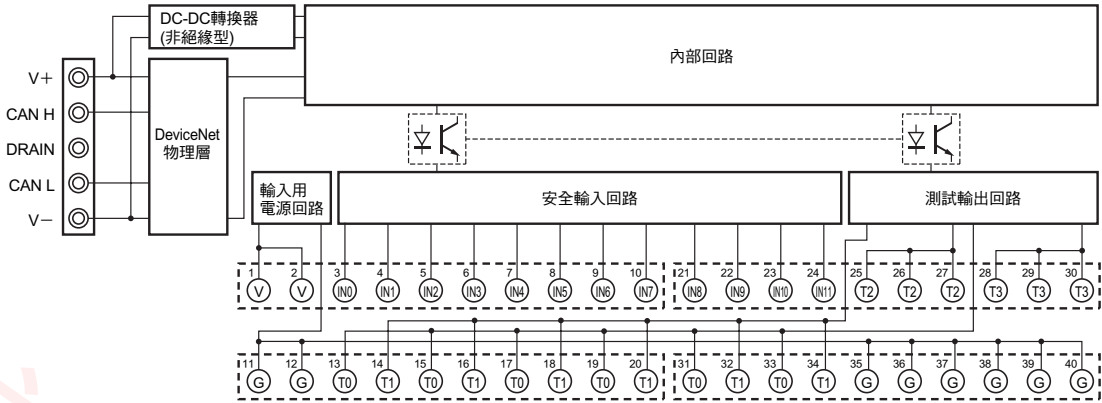 DC-DC轉換器
(非絕緣型)
內部回路
V＋
CAN H
DRAIN
CAN L
V－
DeviceNet
物理層
輸入用
電源回路
安全輸入回路
測試輸出回路
1 2 3 4 5 6 7 8 9 10 21 22 23 24 25 26 27 28 29 30
V V IN0 IN1 IN2 IN3 IN4 IN5 IN6 IN7 IN8 IN9 IN10 IN11 T2 T2 T2 T3 T3 T3
11 12 13 14 15 16 17 18 19 20 31 32 33 34 35 36 37 38 39 40
G G T0 T1 T0 T1 T0 T1 T0 T1 T0 T1 T0 T1 G G G G G G